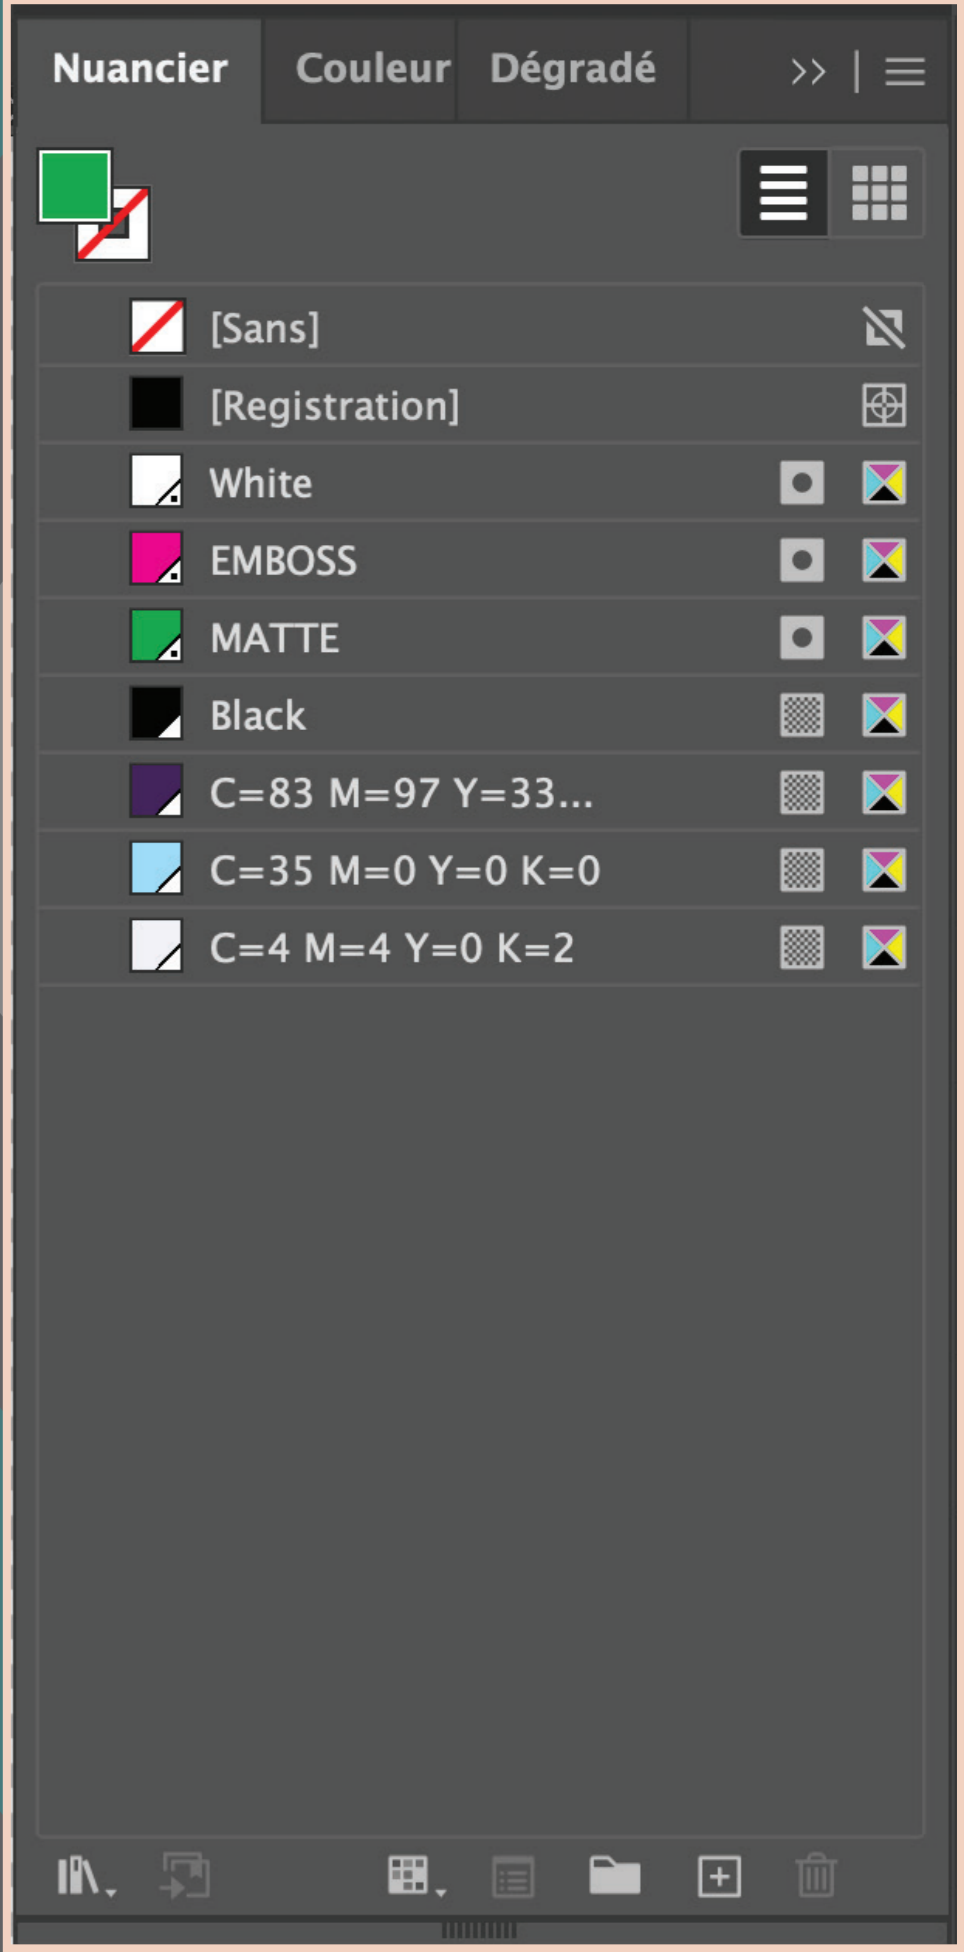 Nuancier Couleur Dégradé
[Sans]
[Registration]
White
EMBOSS
MATTE
Black
C=83 M=97 Y=33...
C=35 M=0 Y=0 K=0
C=4 M=4 Y=0 K=2